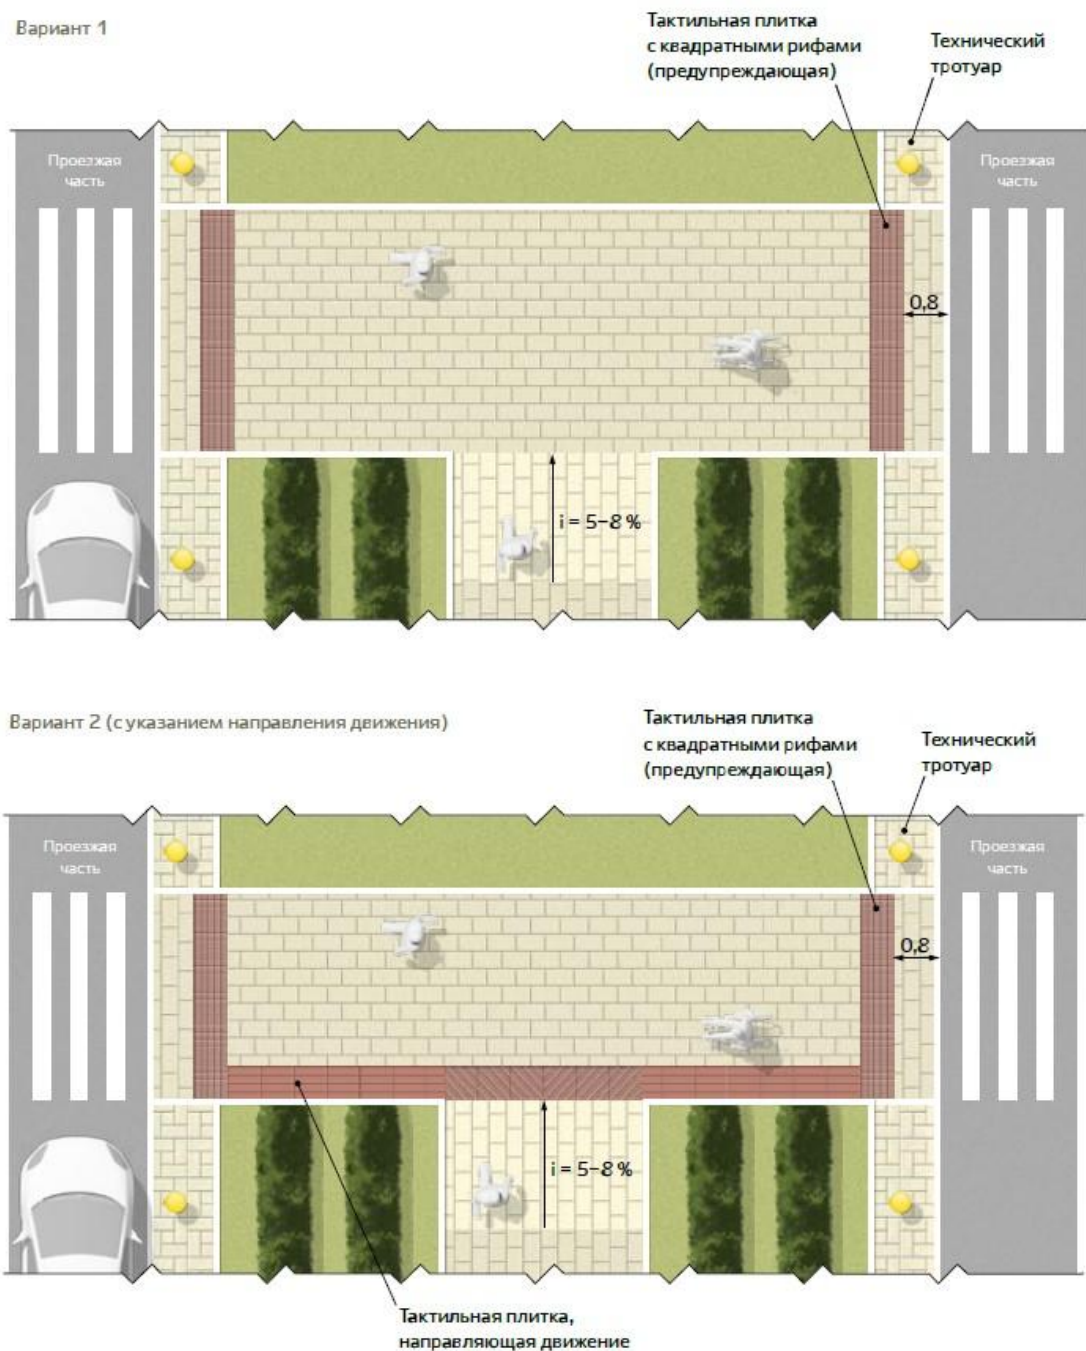 Вариант 1
Тактильная плитка
с квадратными рифами
(предупреждающая)
Технический
тротуар
Проезжая
часть
Проезжая
часть
0,8
i = 5–8 %
Вариант 2 (с указанием направления движения)
Тактильная плитка
с квадратными рифами
(предупреждающая)
Технический
тротуар
Проезжая
часть
Проезжая
часть
0,8
i = 5–8 %
Тактильная плитка,
направляющая движение